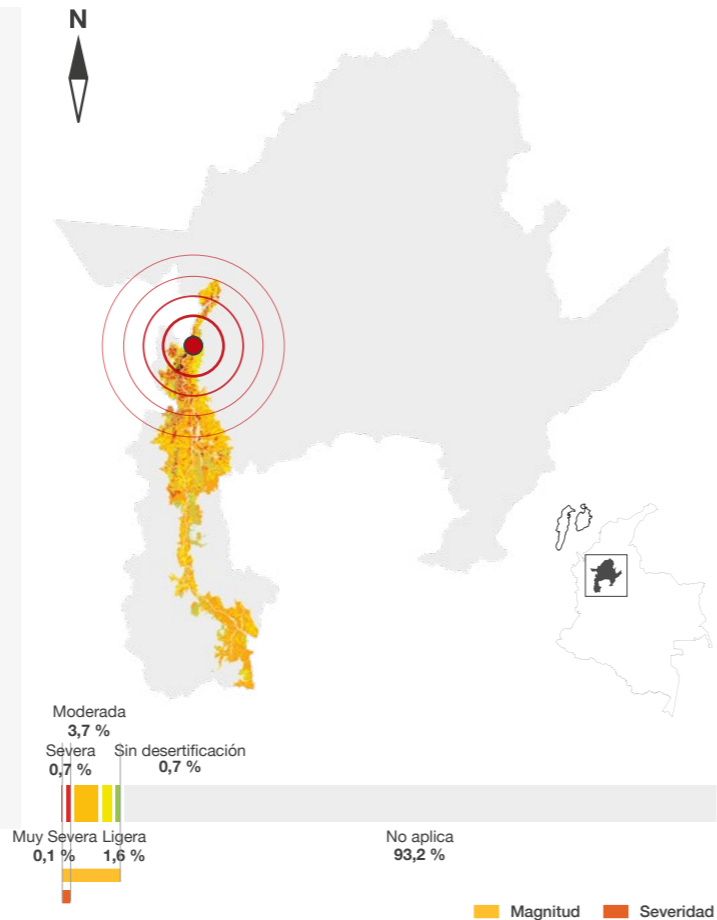 N
Moderada
3,7 %
Severa
0,7 %
Sin desertificación
0,7 %
Muy Severa
0,1 %
Ligera
1,6 %
No aplica
93,2 %
Magnitud
Severidad